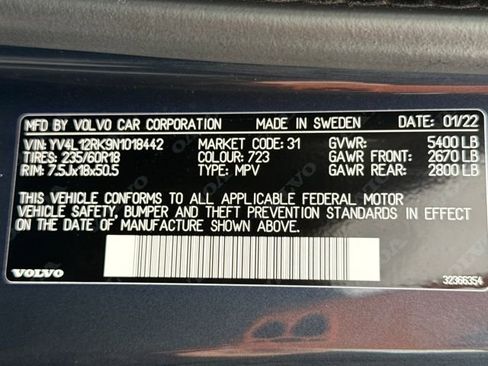 MFD BY VOLVO CAR CORPORATION MADE IN SWEDEN 01/22
VIN: YV4L12RK9N1018442 MARKET CODE: 31 GVWR: 5400 LB
TIRES: 235/60R18 COLOUR: 723 GAWR FRONT: 2670 LB
RIM: 7.5Jx18x50.5 TYPE: MPV GAWR REAR: 2800 LB
THIS VEHICLE CONFORMS TO ALL APPLICABLE FEDERAL MOTOR
VEHICLE SAFETY, BUMPER AND THEFT PREVENTION STANDARDS IN EFFECT
ON THE DATE OF MANUFACTURE SHOWN ABOVE.
VOLVO 32366354